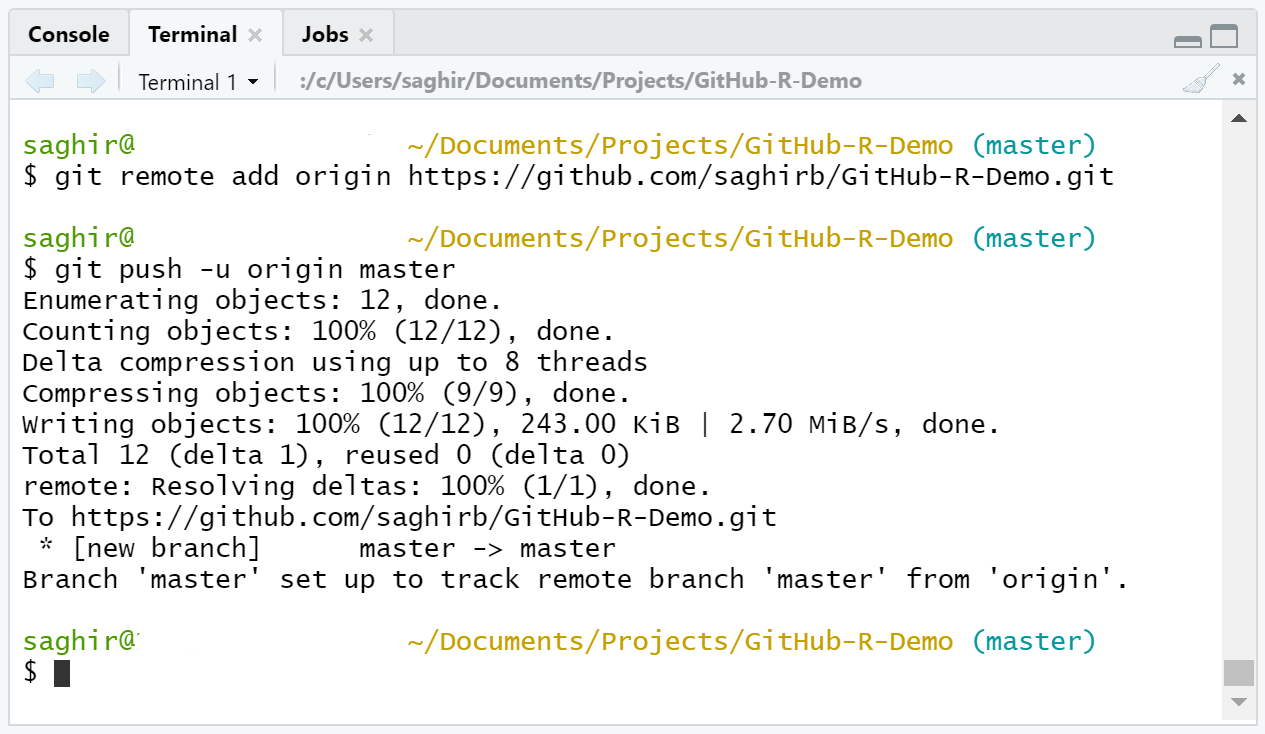 Console Terminal × Jobs ×
Terminal 1 :/c/Users/saghir/Documents/Projects/GitHub-R-Demo
saghir@ ~/Documents/Projects/GitHub-R-Demo (master)
$ git remote add origin https://github.com/saghirb/GitHub-R-Demo.git
saghir@ ~/Documents/Projects/GitHub-R-Demo (master)
$ git push -u origin master
Enumerating objects: 12, done.
Counting objects: 100% (12/12), done.
Delta compression using up to 8 threads
Compressing objects: 100% (9/9), done.
Writing objects: 100% (12/12), 243.00 KiB | 2.70 MiB/s, done.
Total 12 (delta 1), reused 0 (delta 0)
remote: Resolving deltas: 100% (1/1), done.
To https://github.com/saghirb/GitHub-R-Demo.git
 * [new branch]      master -> master
Branch 'master' set up to track remote branch 'master' from 'origin'.
saghir@ ~/Documents/Projects/GitHub-R-Demo (master)
$